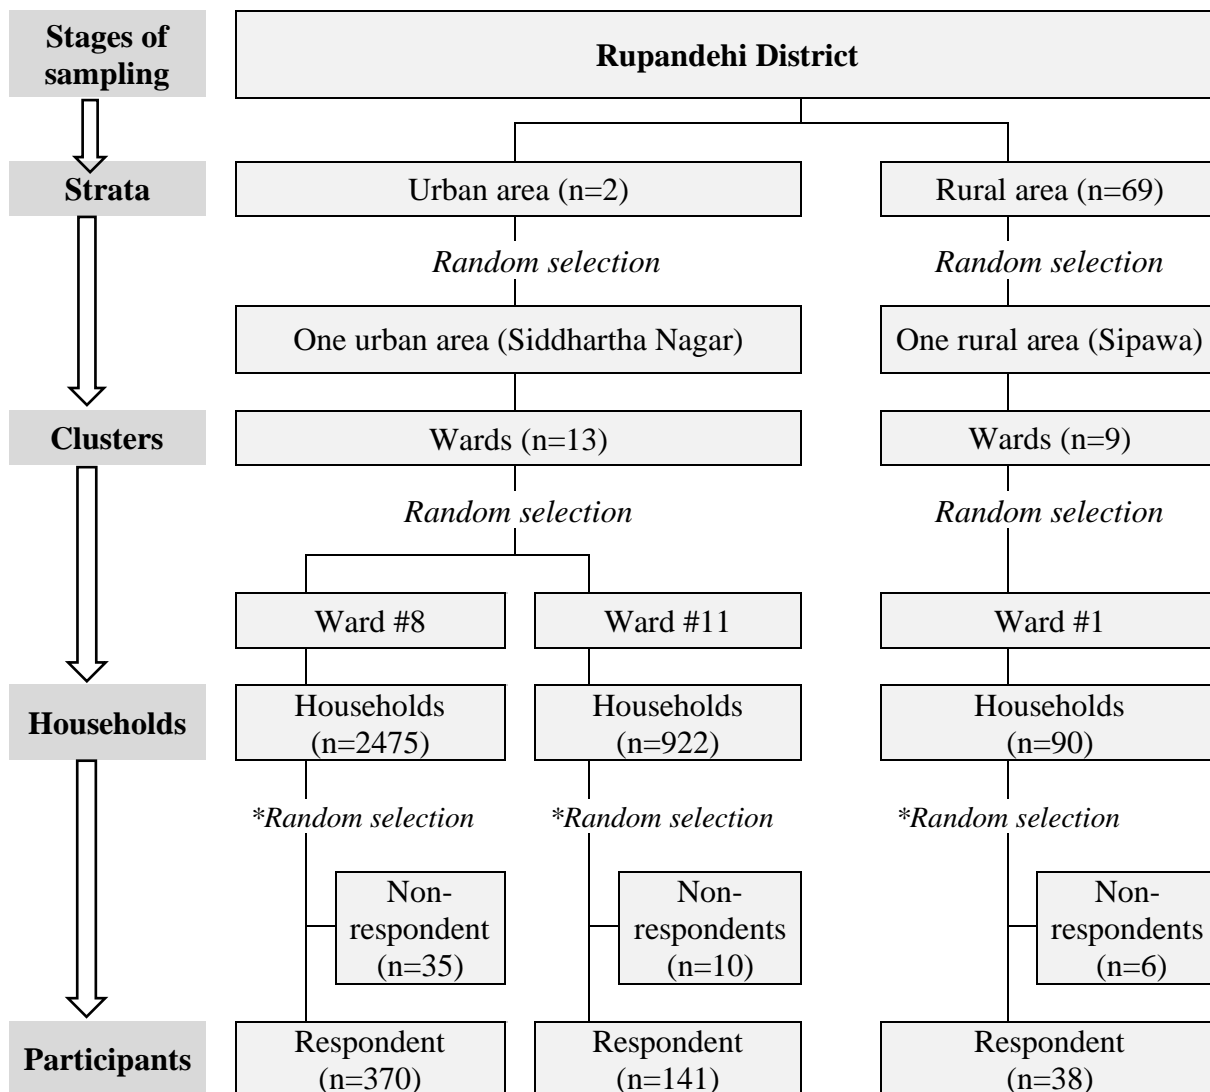 Stages of
sampling
Rupandehi District
Strata
Urban area (n=2)
Rural area (n=69)
Random selection
Random selection
One urban area (Siddhartha Nagar)
One rural area (Sipawa)
Clusters
Wards (n=13)
Wards (n=9)
Random selection
Random selection
Ward #8
Ward #11
Ward #1
Households
Households
(n=2475)
Households
(n=922)
Households
(n=90)
*Random selection
*Random selection
*Random selection
Non-
respondent
(n=35)
Non-
respondents
(n=10)
Non-
respondents
(n=6)
Participants
Respondent
(n=370)
Respondent
(n=141)
Respondent
(n=38)